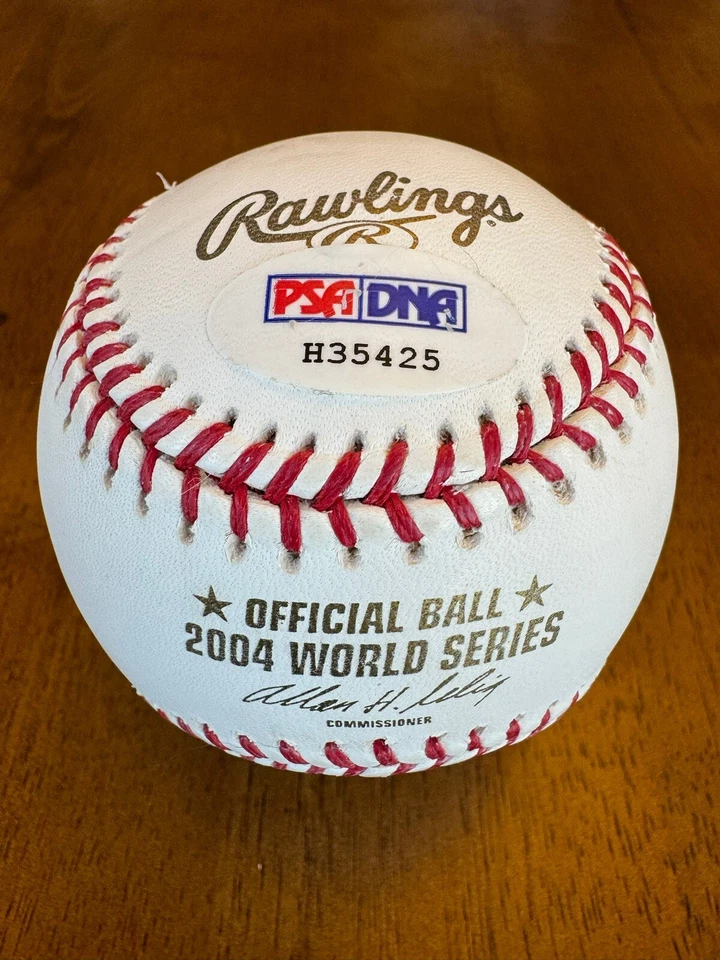 Rawlings
R
PSA DNA
H35425
★ OFFICIAL BALL ★
2004 WORLD SERIES
Allan H. Selig
COMMISSIONER